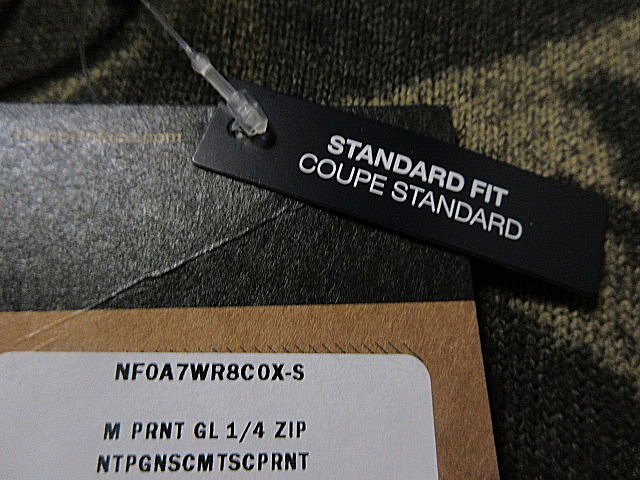 STANDARD FIT
COUPE STANDARD
NF0A7WR8C0X-S
M PRNT GL 1/4 ZIP
NTPGNSCMTSCPRNT